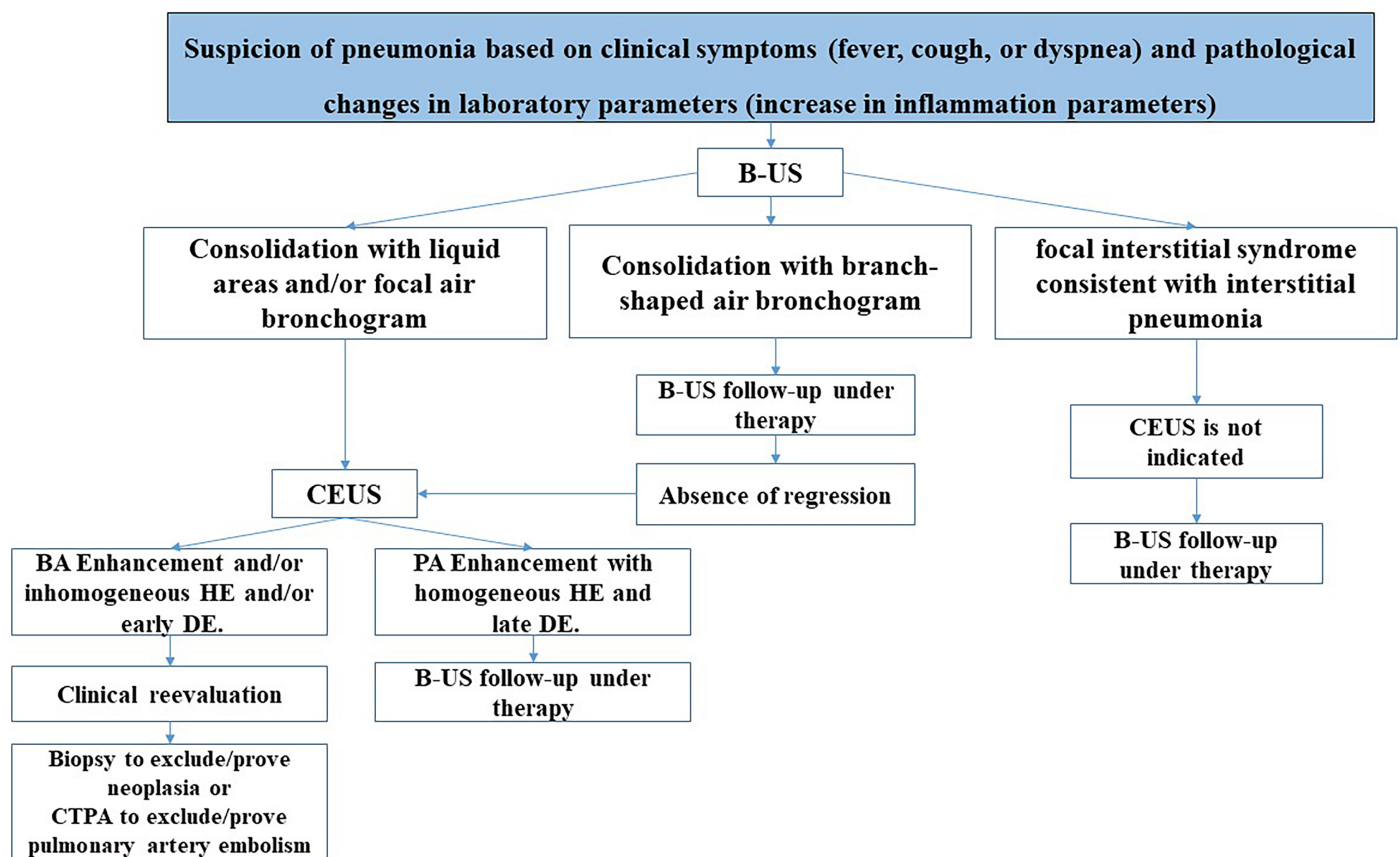 Suspicion of pneumonia based on clinical symptoms (fever, cough, or dyspnea) and pathological
changes in laboratory parameters (increase in inflammation parameters)
B-US
Consolidation with liquid
areas and/or focal air
bronchogram
Consolidation with branch-
shaped air bronchogram
focal interstitial syndrome
consistent with interstitial
pneumonia
B-US follow-up under
therapy
CEUS is not
indicated
CEUS
Absence of regression
B-US follow-up
under therapy
BA Enhancement and/or
inhomogeneous HE and/or
early DE.
PA Enhancement with
homogeneous HE and
late DE.
Clinical reevaluation
B-US follow-up under
therapy
Biopsy to exclude/prove
neoplasia or
CTPA to exclude/prove
pulmonary artery embolism